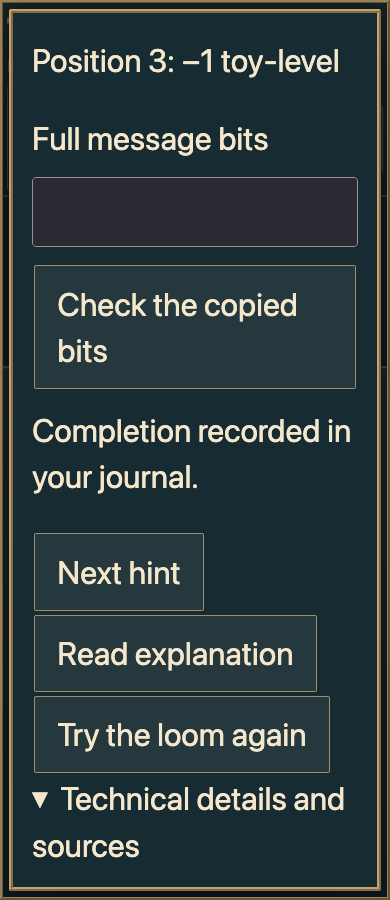 Position 3: −1 toy-level
Full message bits
Check the copied
bits
Completion recorded in
your journal.
Next hint
Read explanation
Try the loom again
▼ Technical details and
sources